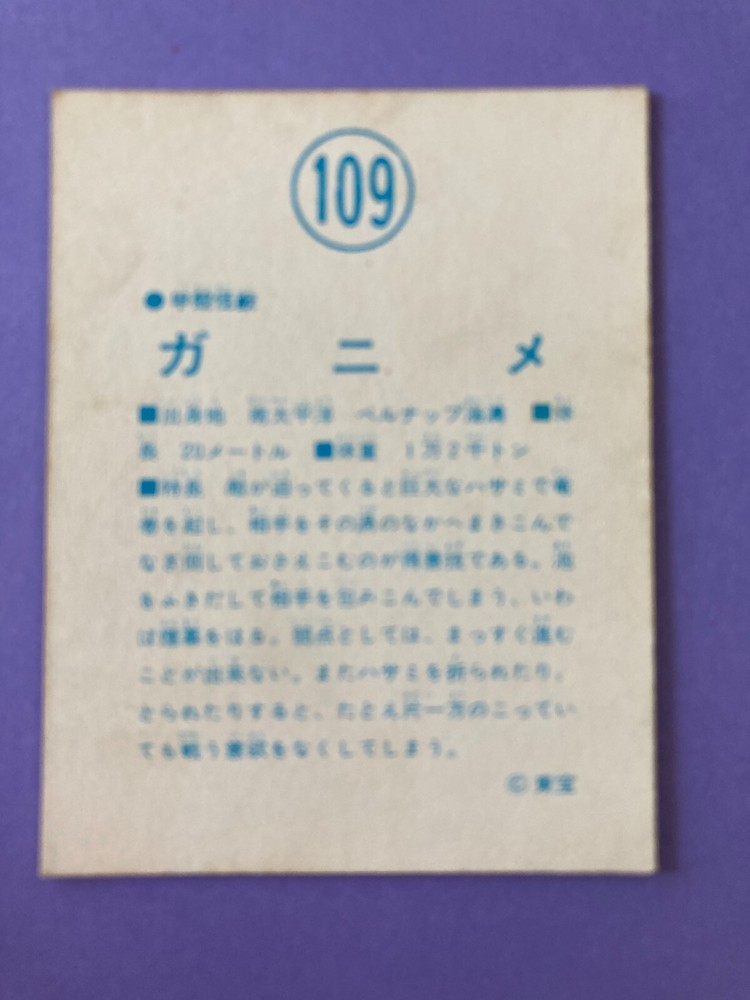 109
●甲殻怪獣
ガニメ
■出身地 南太平洋 ベルナップ海溝 ■体
長 20メートル ■体重 1万2千トン
■特長 敵が迫ってくると巨大なハサミで竜
巻を起し、相手をその渦のなかへまきこんで
なぎ倒しておさえこむのが得意技である。泡
をふきだして相手を包みこんでしまう、いわ
ば煙幕をはる。弱点としては、まっすぐ進む
ことが出来ない。またハサミを折られたり、
とられたりすると、たとえ片一方のこってい
ても戦う意欲をなくしてしまう。
©東宝